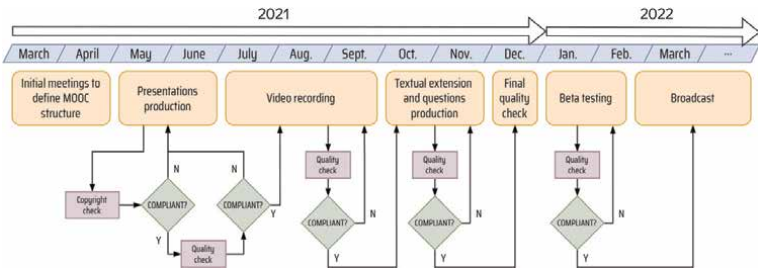 2021
2022
March
April
May
June
July
Aug.
Sept.
Oct.
Nov.
Dec.
Jan.
Feb.
March
...
Initial meetings to
define MOOC
structure
Presentations
production
Video recording
Textual extension
and questions
production
Final
quality
check
Beta testing
Broadcast
N
N
Quality
check
Quality
check
Quality
check
Copyright
check
COMPLIANT?
COMPLIANT?
Y
COMPLIANT?
N
COMPLIANT?
N
COMPLIANT?
N
Y
Quality
check
Y
Y
Y